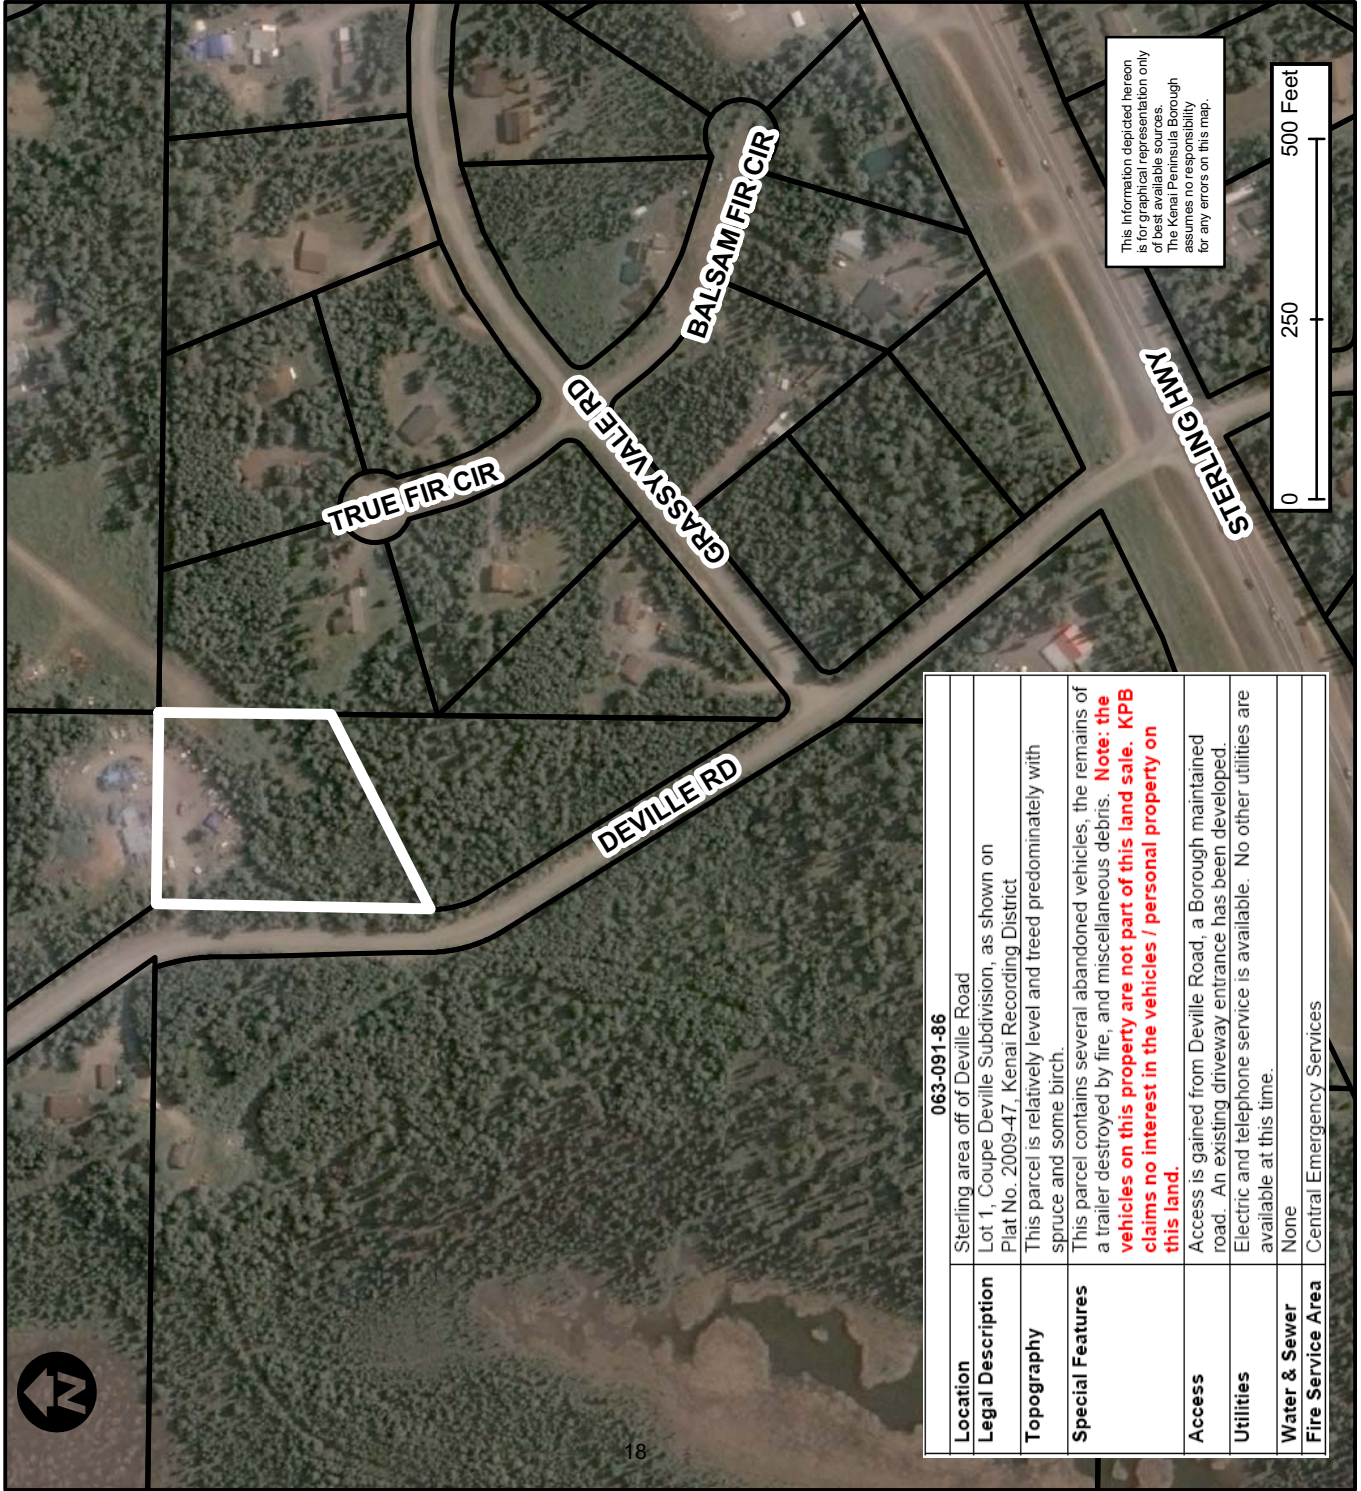 N
TRUE FIR CIR
GRASSY VALE RD
BALSAM FIR CIR
DEVILLE RD
STERLING HWY
This Information depicted hereon
is for graphical representation only
of best available sources.
The Kenai Peninsula Borough
assumes no responsibility
for any errors on this map.
0 250 500 Feet
063-091-86
Location Sterling area off of Deville Road
Legal Description Lot 1, Coupe Deville Subdivision, as shown on
Plat No. 2009-47, Kenai Recording District
Topography This parcel is relatively level and treed predominately with
spruce and some birch.
Special Features This parcel contains several abandoned vehicles, the remains of
a trailer destroyed by fire, and miscellaneous debris. Note: the
vehicles on this property are not part of this land sale. KPB
claims no interest in the vehicles / personal property on
this land.
Access Access is gained from Deville Road, a Borough maintained
road. An existing driveway entrance has been developed.
Utilities Electric and telephone service is available. No other utilities are
available at this time.
Water & Sewer None
Fire Service Area Central Emergency Services
18